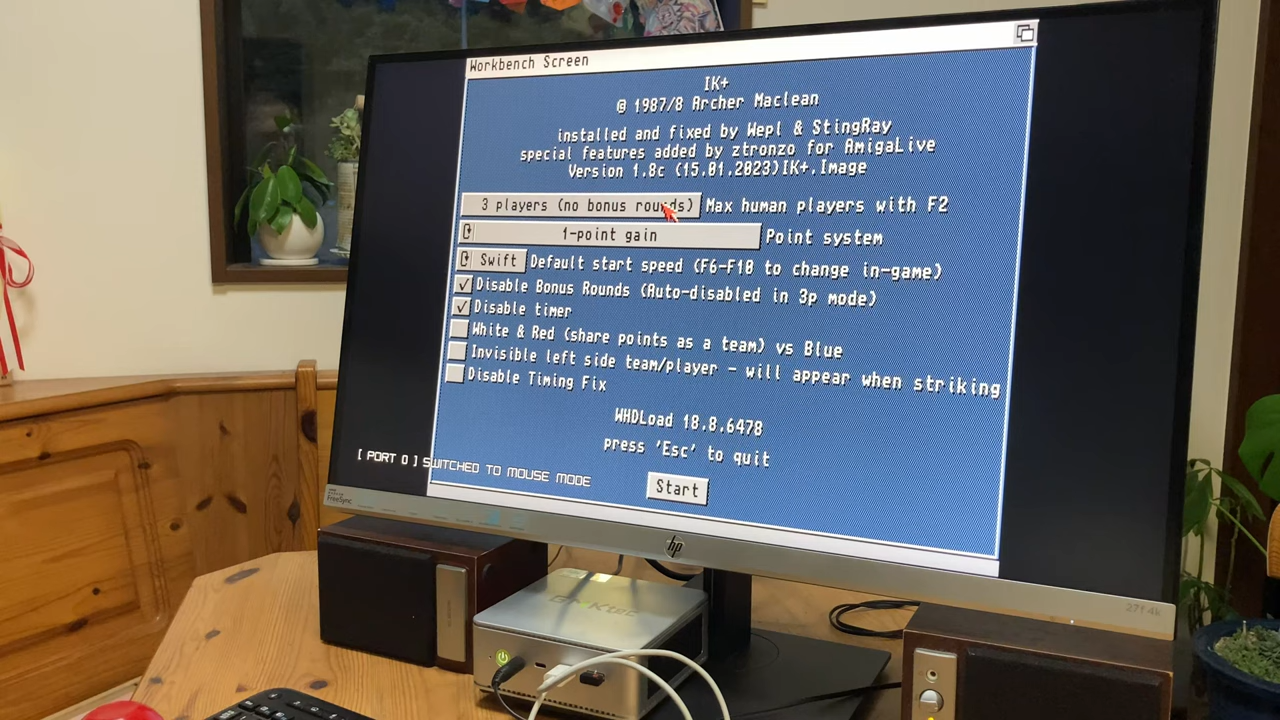 Workbench Screen
IK+
@ 1987/8 Archer Maclean
installed and fixed by Wepl & StingRay
special features added by ztronzo for AmigaLive
Version 1.8c (15.01.2023)IK+.Image
3 players (no bonus rounds) Max human players with F2
1-point gain Point system
Swift Default start speed (F6-F10 to change in-game)
Disable Bonus Rounds (Auto-disabled in 3p mode)
Disable timer
White & Red (share points as a team) vs Blue
Invisible left side team/player - will appear when striking
Disable Timing Fix
WHDLoad 18.8.6478
press 'Esc' to quit
[ PORT 0 ] SWITCHED TO MOUSE MODE
Start
FreeSync
hp
27f 4k